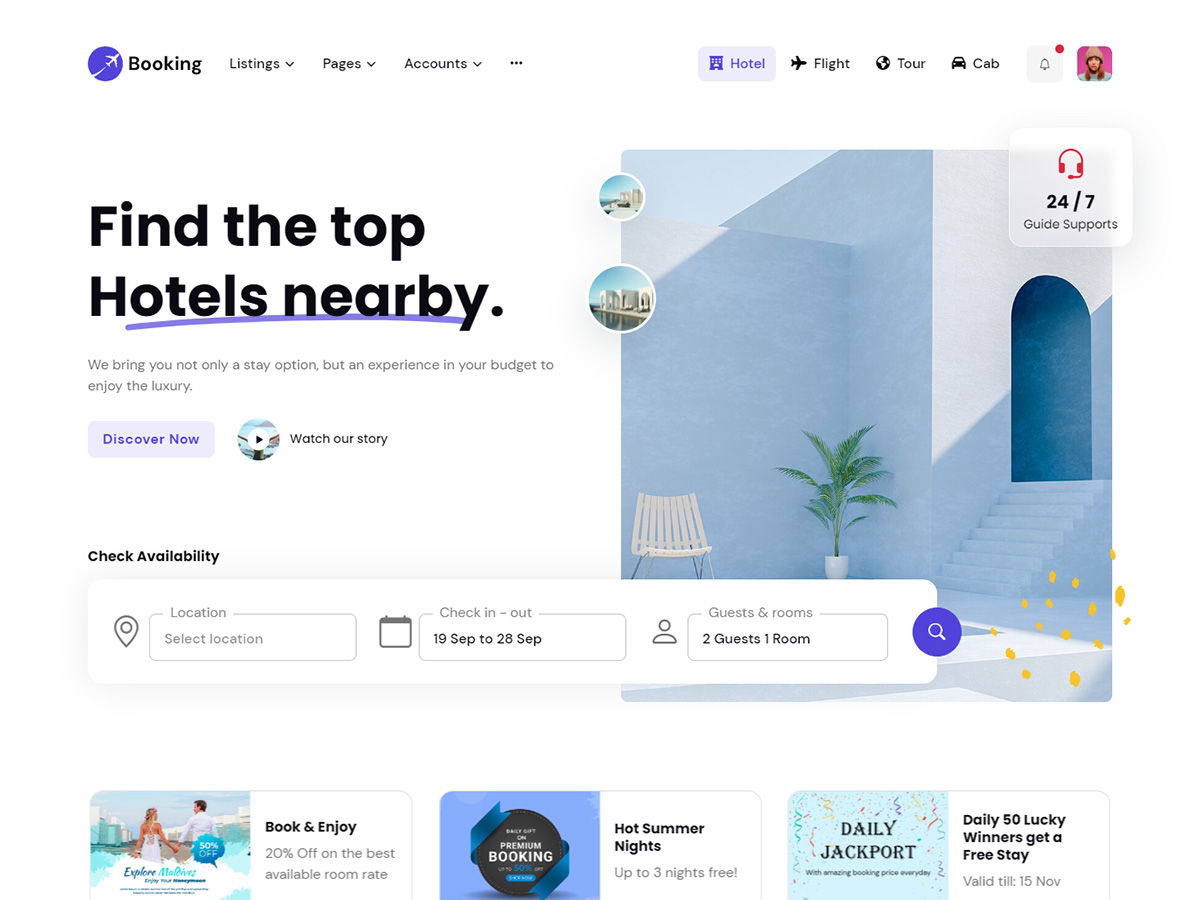 Booking
Listings
Pages
Accounts
Hotel
Flight
Tour
Cab
24 / 7
Guide Supports
Find the top
Hotels nearby.
We bring you not only a stay option, but an experience in your budget to
enjoy the luxury.
Discover Now
Watch our story
Check Availability
Location
Select location
Check in - out
19 Sep to 28 Sep
Guests & rooms
2 Guests 1 Room
50%
OFF
Explore Maldives
Enjoy Your Honeymoon
Book & Enjoy
20% Off on the best
available room rate
DAILY GIFT
ON
PREMIUM
BOOKING
UP TO 50% OFF
Hot Summer
Nights
Up to 3 nights free!
DAILY
JACKPORT
With amazing booking price everyday
Daily 50 Lucky
Winners get a
Free Stay
Valid till: 15 Nov